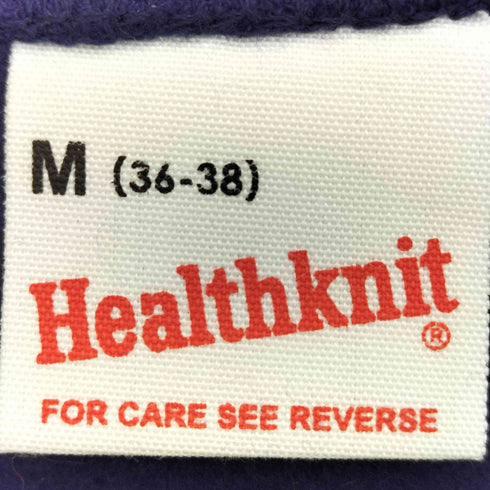 M (36-38)
Healthknit®
FOR CARE SEE REVERSE